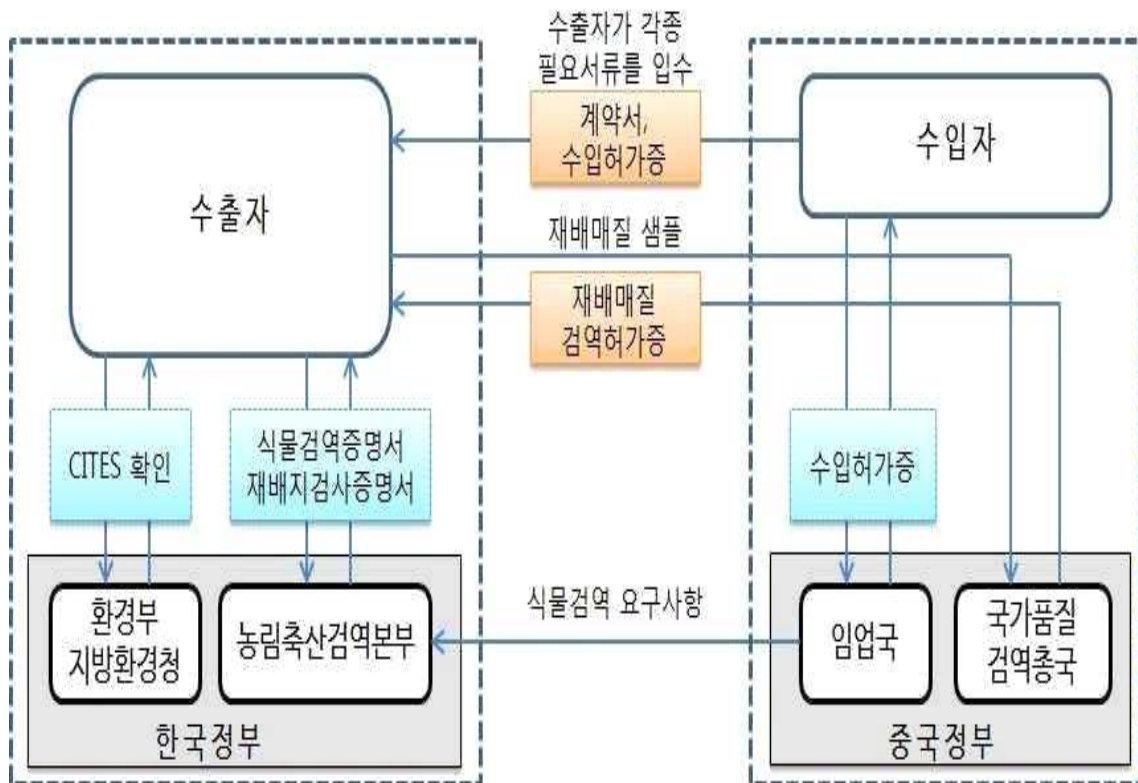 수출자가 각종
필요서류를 입수
계약서,
수입허가증
수출자
수입자
재배매질 샘플
재배매질
검역허가증
CITES 확인
식물검역증명서
재배지검사증명서
수입허가증
식물검역 요구사항
환경부
지방환경청
농림축산검역본부
임업국
국가품질
검역총국
한국정부
중국정부